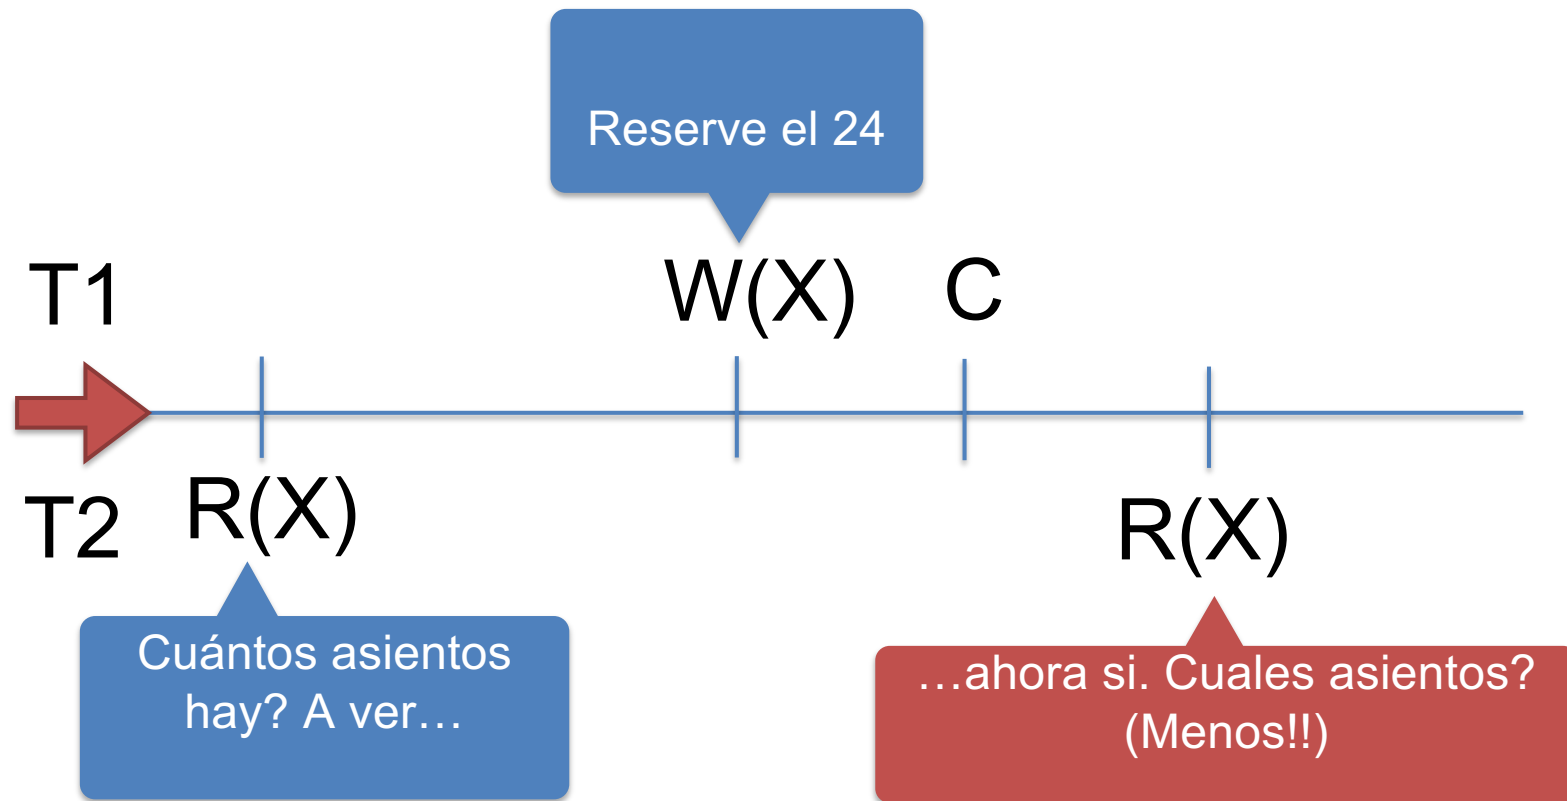 Reserve el 24
T1
W(X)
C
T2
R(X)
R(X)
Cuántos asientos
hay? A ver…
…ahora si. Cuales asientos?
(Menos!!)